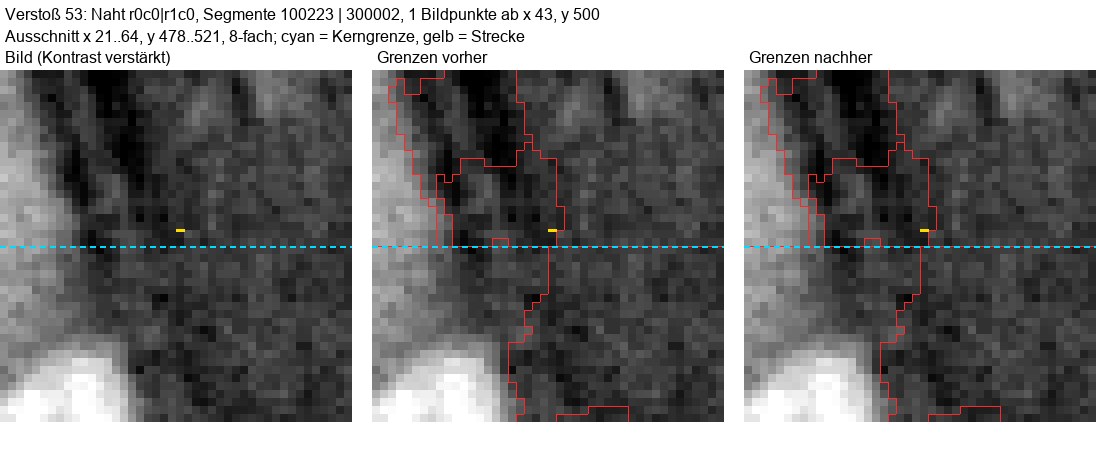 Verstoß 53: Naht r0c0|r1c0, Segmente 100223 | 300002, 1 Bildpunkte ab x 43, y 500
Ausschnitt x 21..64, y 478..521, 8-fach; cyan = Kerngrenze, gelb = Strecke
Bild (Kontrast verstärkt) Grenzen vorher Grenzen nachher